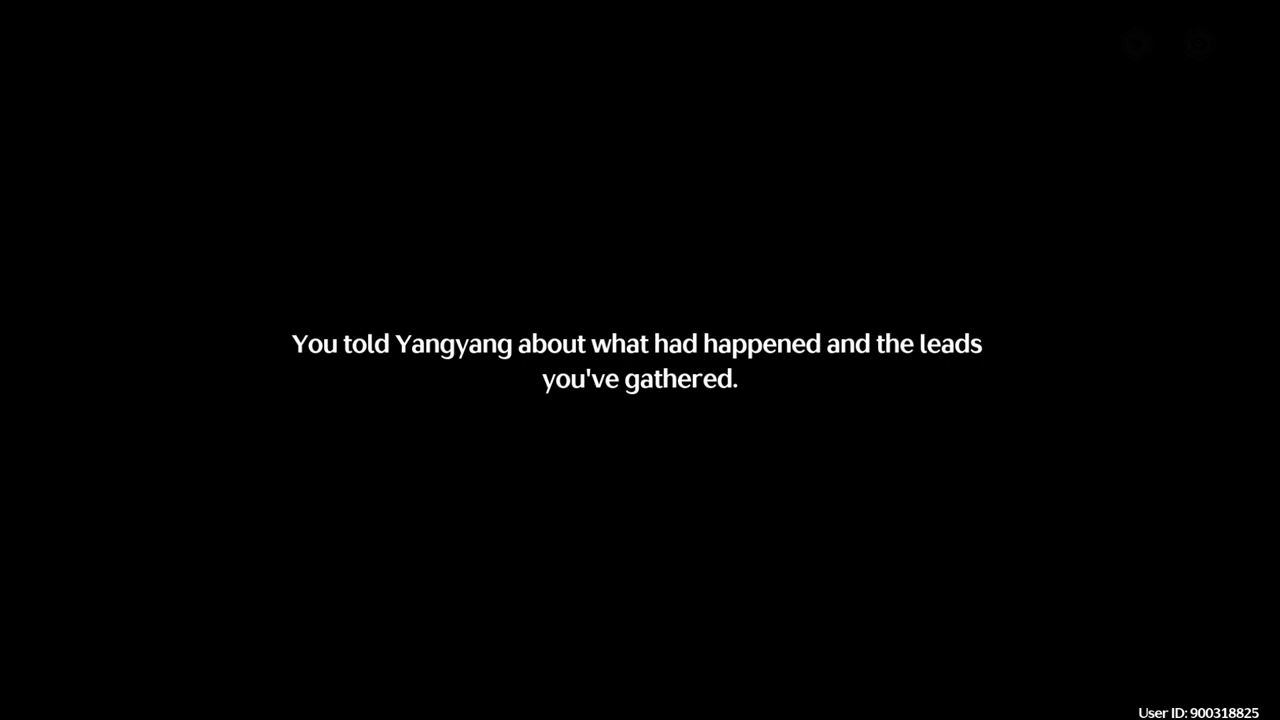 You told Yangyang about what had happened and the leads
you've gathered.
User ID: 900318825